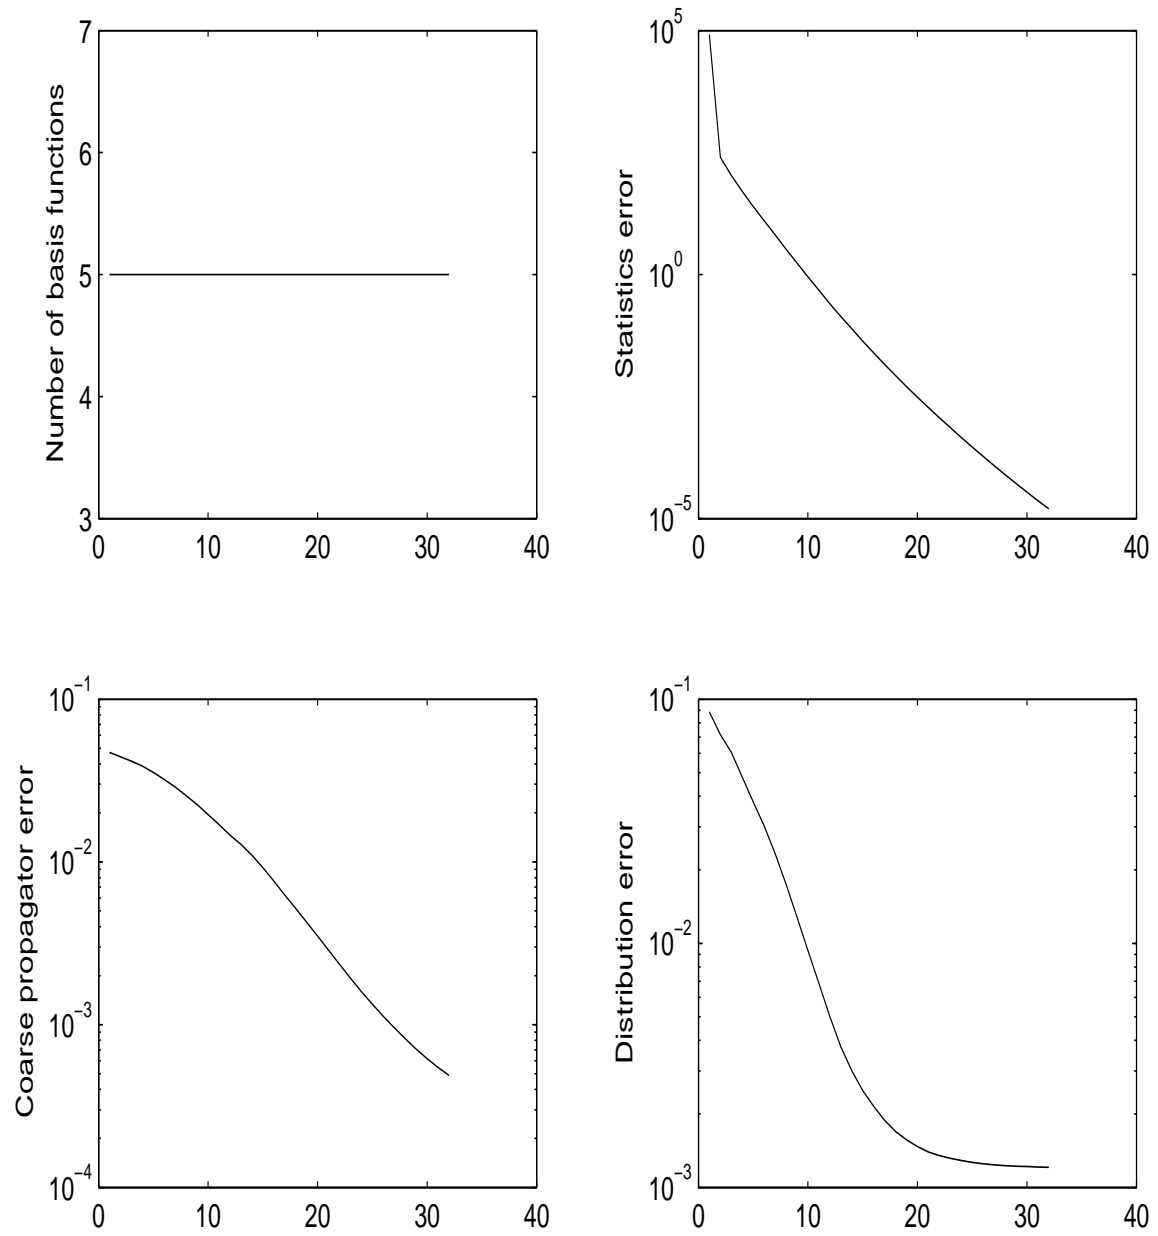 Number of basis functions
7
6
5
4
3
0 10 20 30 40
Statistics error
10^5
10^0
10^−5
0 10 20 30 40
Coarse propagator error
10^−1
10^−2
10^−3
10^−4
0 10 20 30 40
Distribution error
10^−1
10^−2
10^−3
0 10 20 30 40